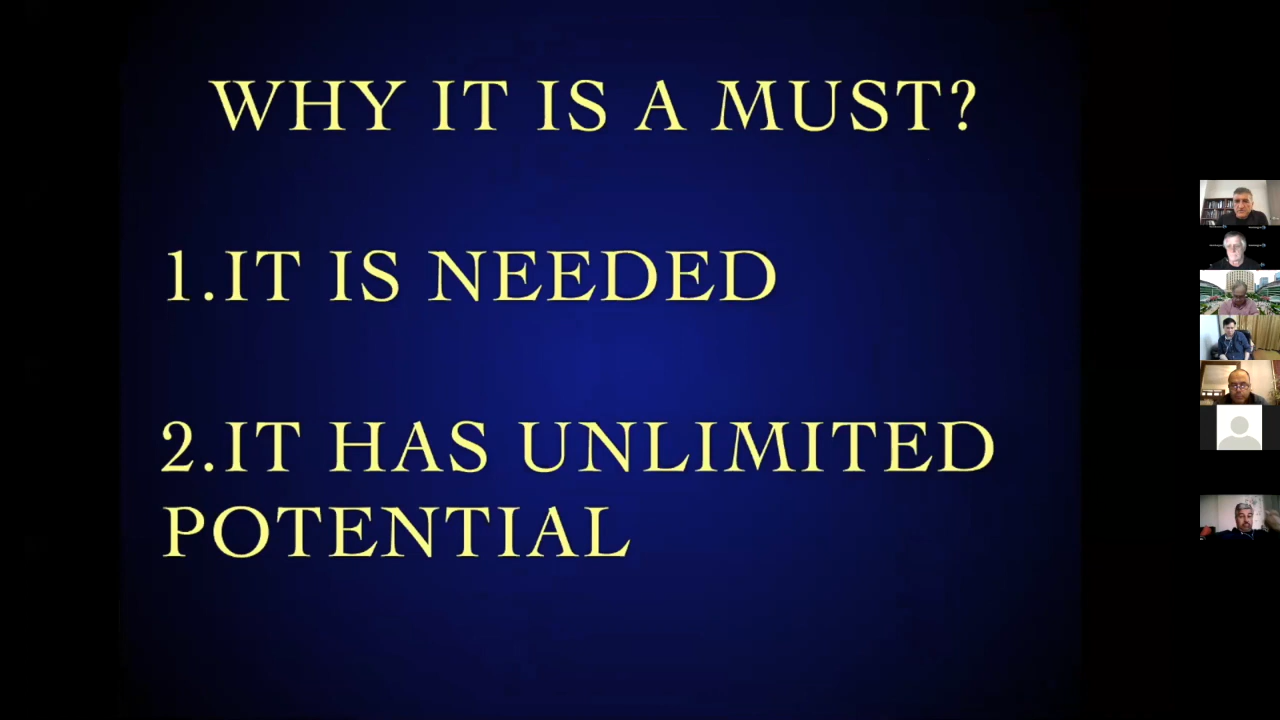 WHY IT IS A MUST?
1.IT IS NEEDED
2.IT HAS UNLIMITED
POTENTIAL